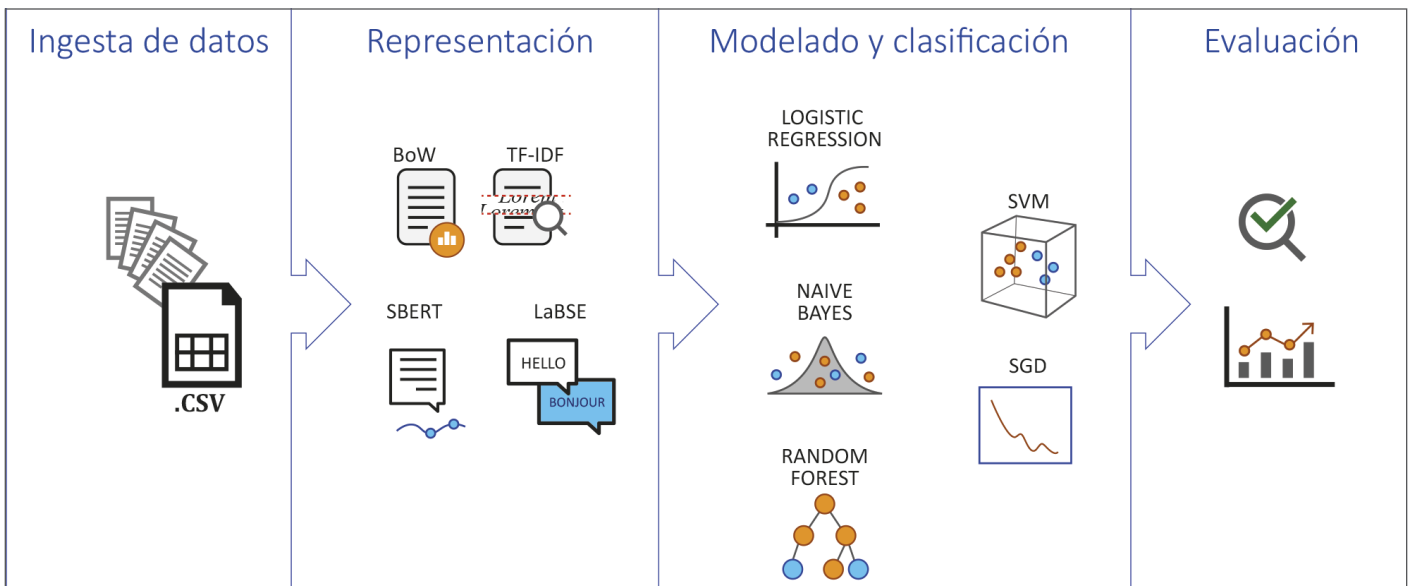 Ingesta de datos
Representación
Modelado y clasificación
Evaluación
.CSV
BoW
TF-IDF
Lorem
SBERT
LaBSE
HELLO
BONJOUR
LOGISTIC
REGRESSION
SVM
NAIVE
BAYES
SGD
RANDOM
FOREST